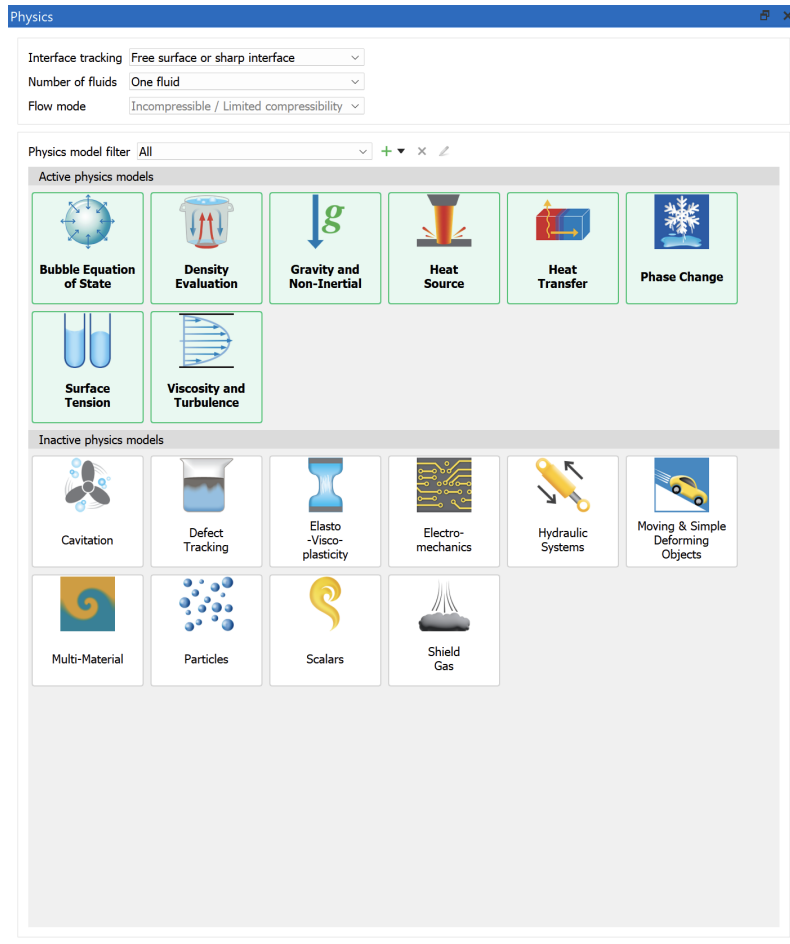 Physics
Interface tracking Free surface or sharp interface
Number of fluids One fluid
Flow mode Incompressible / Limited compressibility
Physics model filter All
Active physics models
Bubble Equation
of State
Density
Evaluation
g
Gravity and
Non-Inertial
Heat
Source
Heat
Transfer
Phase Change
Surface
Tension
Viscosity and
Turbulence
Inactive physics models
Cavitation
Defect
Tracking
Elasto
-Visco-
plasticity
Electro-
mechanics
Hydraulic
Systems
Moving & Simple
Deforming
Objects
Multi-Material
Particles
Scalars
Shield
Gas